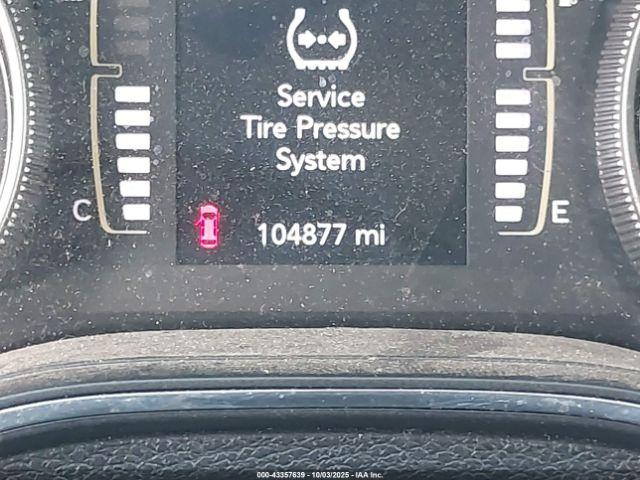 Service
Tire Pressure
System
C
E
104877 mi
000-43357639 - 10/03/2025 - IAA Inc.